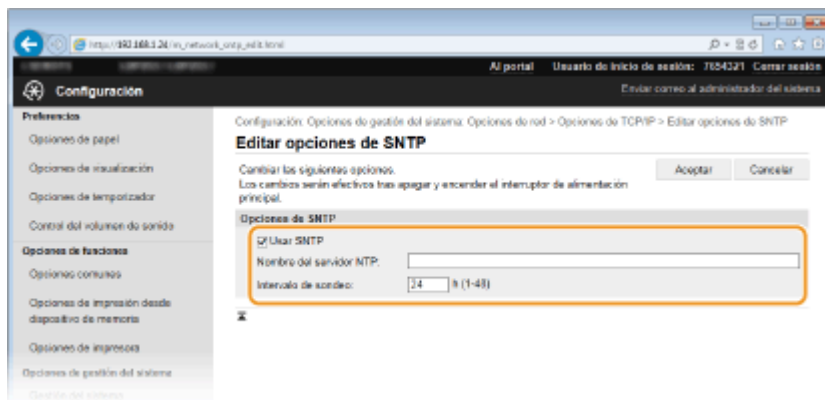 http://192.168.1.24/m_network_sntp_edit.html
Al portal Usuario de inicio de sesión: 7654321 Cerrar sesión
Configuración
Enviar correo al administrador del sistema
Preferencias
Opciones de papel
Opciones de visualización
Opciones de temporizador
Control del volumen de sonido
Opciones de funciones
Opciones comunes
Opciones de impresión desde
dispositivo de memoria
Opciones de impresora
Opciones de gestión del sistema
Gestión del sistema
Configuración: Opciones de gestión del sistema: Opciones de red > Opciones de TCP/IP > Editar opciones de SNTP
Editar opciones de SNTP
Cambiar las siguientes opciones.
Los cambios serán efectivos tras apagar y encender el interruptor de alimentación
principal.
Aceptar Cancelar
Opciones de SNTP
Usar SNTP
Nombre del servidor NTP:
Intervalo de sondeo: 24 h (1-48)